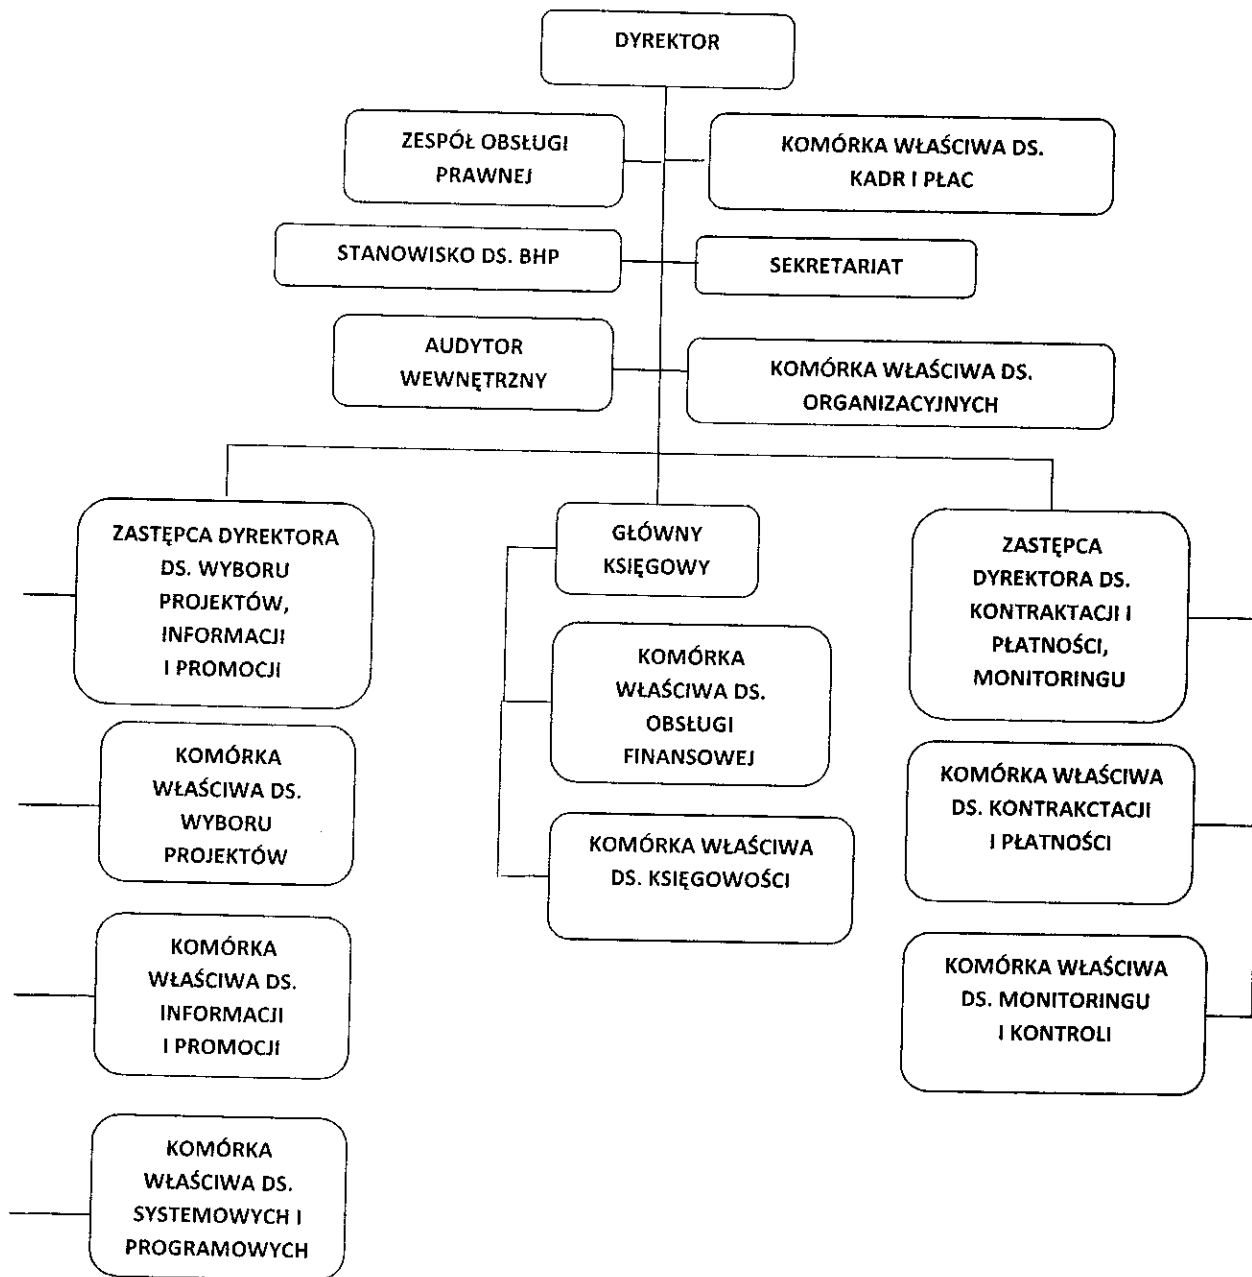 DYREKTOR
ZESPÓŁ OBSŁUGI
PRAWNEJ
KOMÓRKA WŁAŚCIWA DS.
KADR I PŁAC
STANOWISKO DS. BHP
SEKRETARIAT
AUDYTOR
WEWNĘTRZNY
KOMÓRKA WŁAŚCIWA DS.
ORGANIZACYJNYCH
ZASTĘPCA DYREKTORA
DS. WYBORU
PROJEKTÓW,
INFORMACJI
I PROMOCJI
KOMÓRKA
WŁAŚCIWA DS.
WYBORU
PROJEKTÓW
KOMÓRKA
WŁAŚCIWA DS.
INFORMACJI
I PROMOCJI
KOMÓRKA
WŁAŚCIWA DS.
SYSTEMOWYCH I
PROGRAMOWYCH
GŁÓWNY
KSIĘGOWY
KOMÓRKA
WŁAŚCIWA DS.
OBSŁUGI
FINANSOWEJ
KOMÓRKA WŁAŚCIWA
DS. KSIĘGOWOŚCI
ZASTĘPCA
DYREKTORA DS.
KONTRAKTACJI I
PŁATNOŚCI,
MONITORINGU
KOMÓRKA WŁAŚCIWA
DS. KONTRAKCTACJI
I PŁATNOŚCI
KOMÓRKA WŁAŚCIWA
DS. MONITORINGU
I KONTROLI